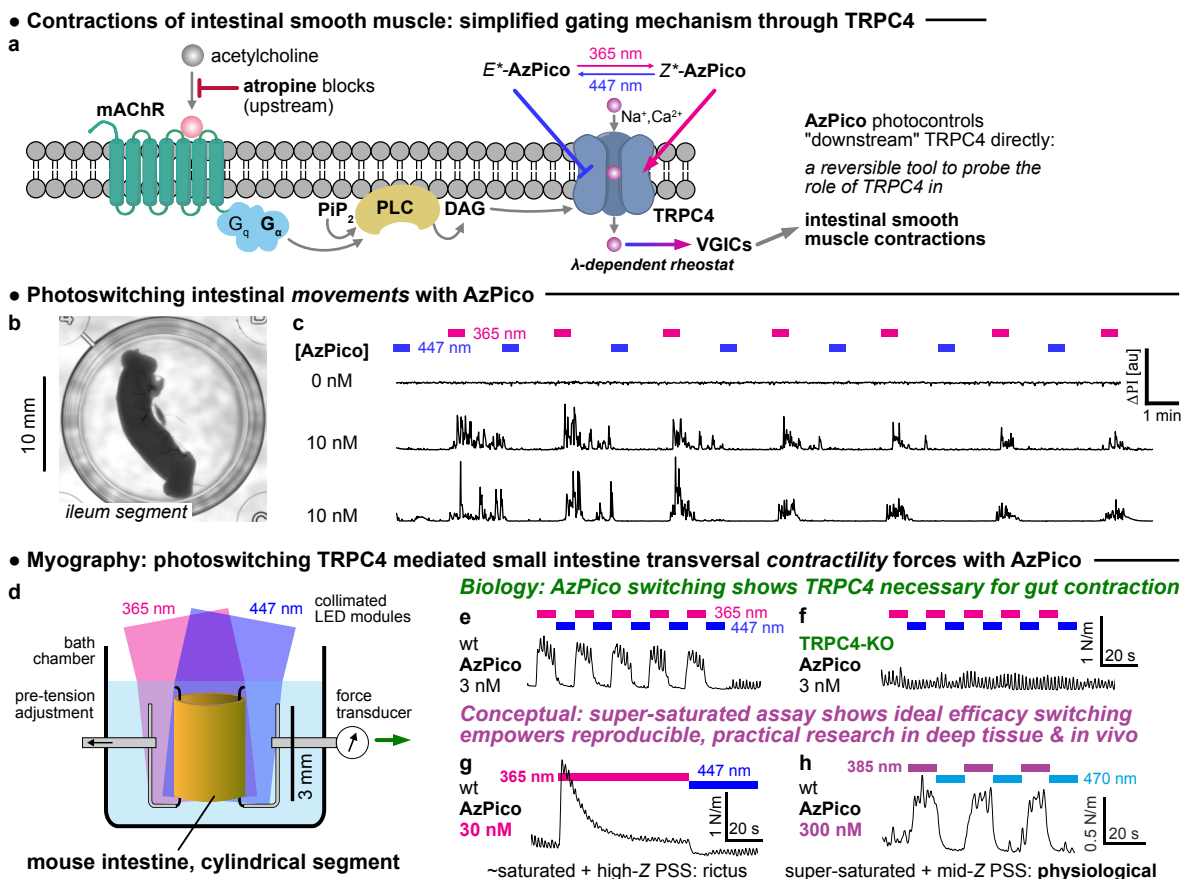 ● Contractions of intestinal smooth muscle: simplified gating mechanism through TRPC4
a
acetylcholine
atropine blocks
(upstream)
mAChR
E*-AzPico
365 nm
447 nm
Z*-AzPico
Na⁺,Ca²⁺
AzPico photocontrols
"downstream" TRPC4 directly:
a reversible tool to probe the
role of TRPC4 in
intestinal smooth
muscle contractions
Gq Gα
PiP₂
PLC
DAG
TRPC4
VGICs
λ-dependent rheostat
● Photoswitching intestinal movements with AzPico
b
10 mm
ileum segment
c
365 nm
[AzPico]
447 nm
0 nM
10 nM
10 nM
ΔPI [au]
1 min
● Myography: photoswitching TRPC4 mediated small intestine transversal contractility forces with AzPico
d
365 nm
447 nm
collimated
LED modules
bath
chamber
pre-tension
adjustment
force
transducer
3 mm
mouse intestine, cylindrical segment
Biology: AzPico switching shows TRPC4 necessary for gut contraction
e
365 nm
447 nm
wt
AzPico
3 nM
f
TRPC4-KO
AzPico
3 nM
1 N/m
20 s
Conceptual: super-saturated assay shows ideal efficacy switching
empowers reproducible, practical research in deep tissue & in vivo
g
365 nm
447 nm
wt
AzPico
30 nM
1 N/m
20 s
~saturated + high-Z PSS: rictus
h
385 nm
470 nm
wt
AzPico
300 nM
0.5 N/m
20 s
super-saturated + mid-Z PSS: physiological